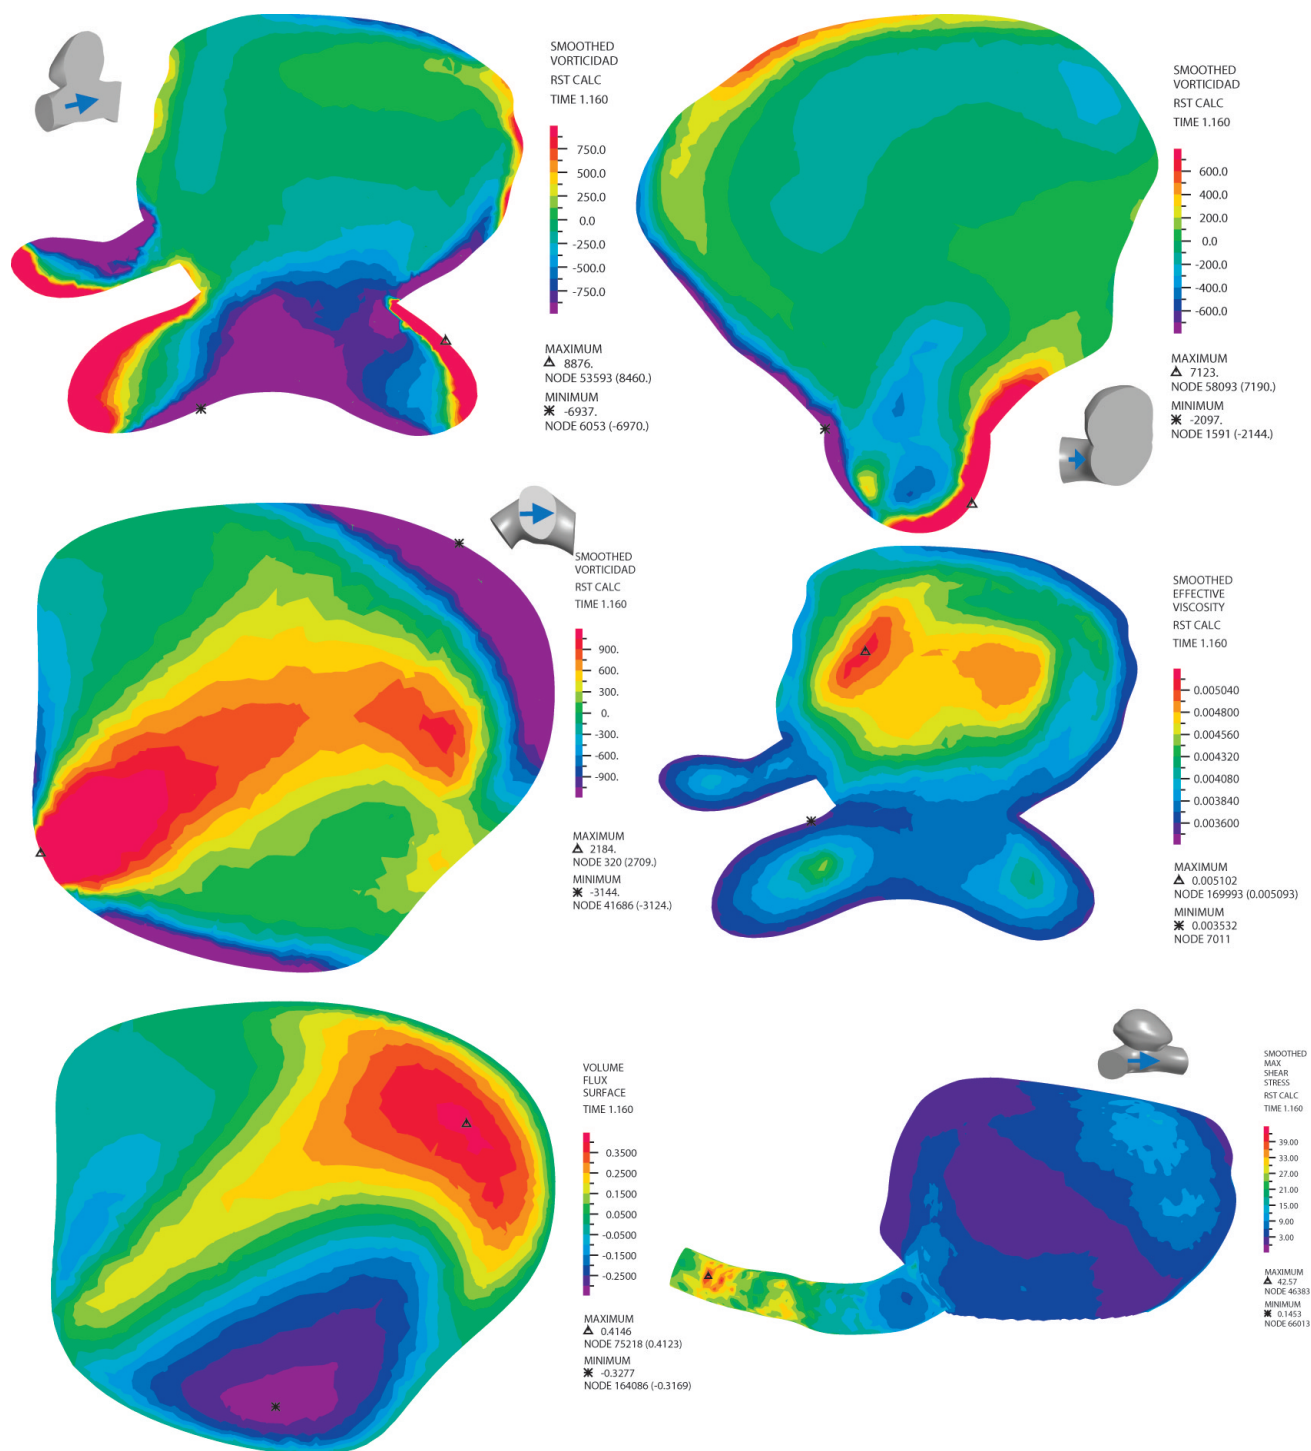 SMOOTHED
VORTICIDAD
RST CALC
TIME 1.160
750.0
500.0
250.0
0.0
-250.0
-500.0
-750.0
MAXIMUM
8876.
NODE 53593 (8460.)
MINIMUM
-6937.
NODE 6053 (-6970.)
SMOOTHED
VORTICIDAD
RST CALC
TIME 1.160
600.0
400.0
200.0
0.0
-200.0
-400.0
-600.0
MAXIMUM
7123.
NODE 58093 (7190.)
MINIMUM
-2097.
NODE 1591 (-2144.)
SMOOTHED
VORTICIDAD
RST CALC
TIME 1.160
900.
600.
300.
0.
-300.
-600.
-900.
MAXIMUM
2184.
NODE 320 (2709.)
MINIMUM
-3144.
NODE 41686 (-3124.)
SMOOTHED
EFFECTIVE
VISCOSITY
RST CALC
TIME 1.160
0.005040
0.004800
0.004560
0.004320
0.004080
0.003840
0.003600
MAXIMUM
0.005102
NODE 169993 (0.005093)
MINIMUM
0.003532
NODE 7011
VOLUME
FLUX
SURFACE
TIME 1.160
0.3500
0.2500
0.1500
0.0500
-0.0500
-0.1500
-0.2500
MAXIMUM
0.4146
NODE 75218 (0.4123)
MINIMUM
-0.3277
NODE 164086 (-0.3169)
SMOOTHED
MAX
SHEAR
STRESS
RST CALC
TIME 1.160
39.00
33.00
27.00
21.00
15.00
9.00
3.00
MAXIMUM
42.57
NODE 46383
MINIMUM
0.1453
NODE 66013